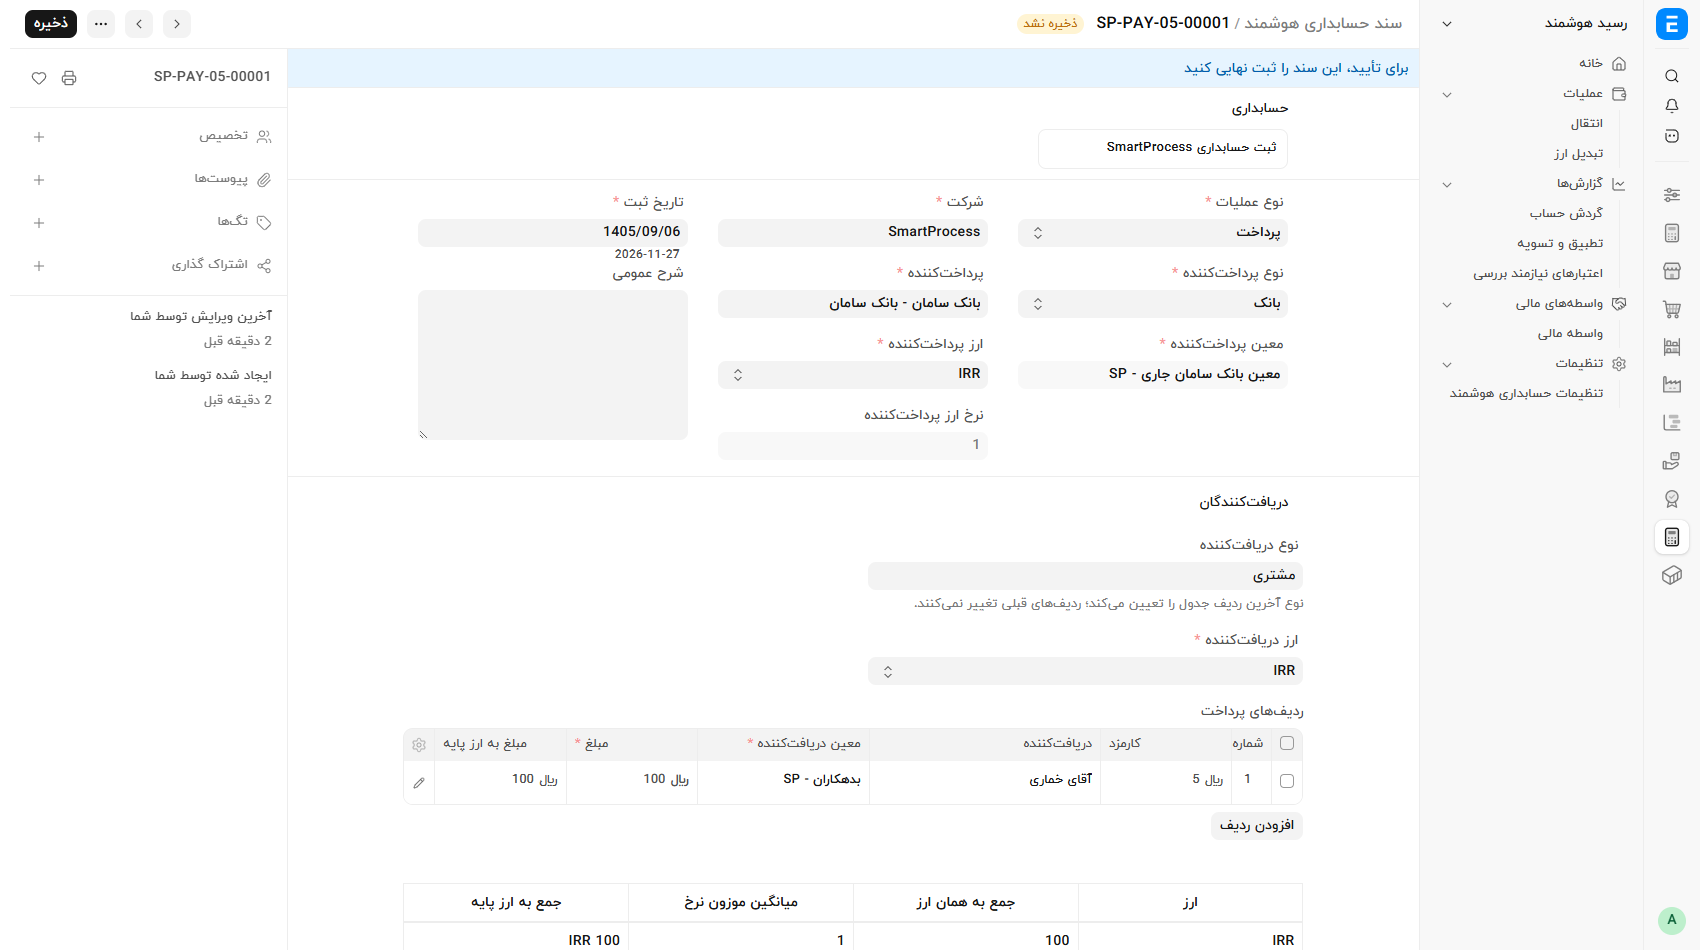 رسید هوشمند
خانه
عملیات
انتقال
تبدیل ارز
گزارش‌ها
گردش حساب
تطبیق و تسویه
اعتبارهای نیازمند بررسی
واسطه‌های مالی
واسطه مالی
تنظیمات
تنظیمات حسابداری هوشمند
E
A
سند حسابداری هوشمند / SP-PAY-05-00001 ذخیره نشد
ذخیره
برای تأیید، این سند را ثبت نهایی کنید
حسابداری
ثبت حسابداری SmartProcess
نوع عملیات *
پرداخت
شرکت *
SmartProcess
تاریخ ثبت *
1405/09/06
2026-11-27
نوع پرداخت‌کننده *
بانک
پرداخت‌کننده *
بانک سامان - بانک سامان
شرح عمومی
معین پرداخت‌کننده *
معین بانک سامان جاری - SP
ارز پرداخت‌کننده *
IRR
نرخ ارز پرداخت‌کننده
1
دریافت‌کنندگان
نوع دریافت‌کننده
مشتری
نوع آخرین ردیف جدول را تعیین می‌کند؛ ردیف‌های قبلی تغییر نمی‌کنند.
ارز دریافت‌کننده *
IRR
ردیف‌های پرداخت
شماره کارمزد دریافت‌کننده معین دریافت‌کننده * مبلغ * مبلغ به ارز پایه
1 ریال 5 آقای خماری بدهکاران - SP ریال 100 ریال 100
افزودن ردیف
ارز جمع به همان ارز میانگین موزون نرخ جمع به ارز پایه
IRR 100 1 IRR 100
SP-PAY-05-00001
تخصیص
پیوست‌ها
تگ‌ها
اشتراک گذاری
آخرین ویرایش توسط شما
2 دقیقه قبل
ایجاد شده توسط شما
2 دقیقه قبل